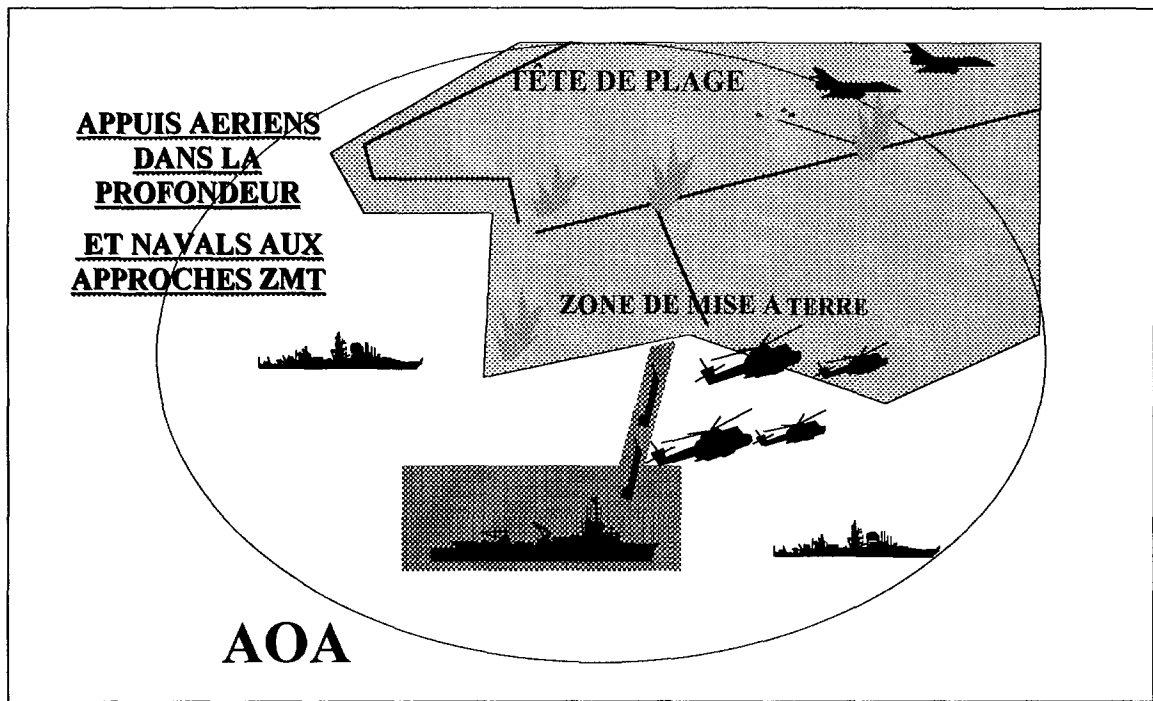 TÊTE DE PLAGE
APPUIS AERIENS
DANS LA
PROFONDEUR
ET NAVALS AUX
APPROCHES ZMT
ZONE DE MISE A TERRE
AOA